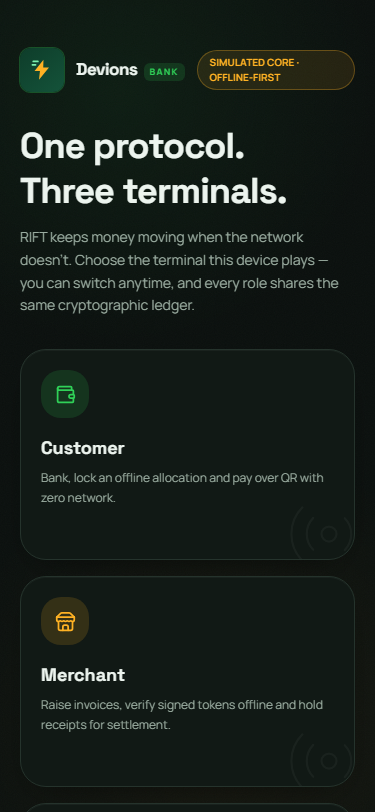 Devions BANK
SIMULATED CORE ·
OFFLINE-FIRST
One protocol.
Three terminals.
RIFT keeps money moving when the network
doesn't. Choose the terminal this device plays —
you can switch anytime, and every role shares the
same cryptographic ledger.
Customer
Bank, lock an offline allocation and pay over QR with
zero network.
Merchant
Raise invoices, verify signed tokens offline and hold
receipts for settlement.